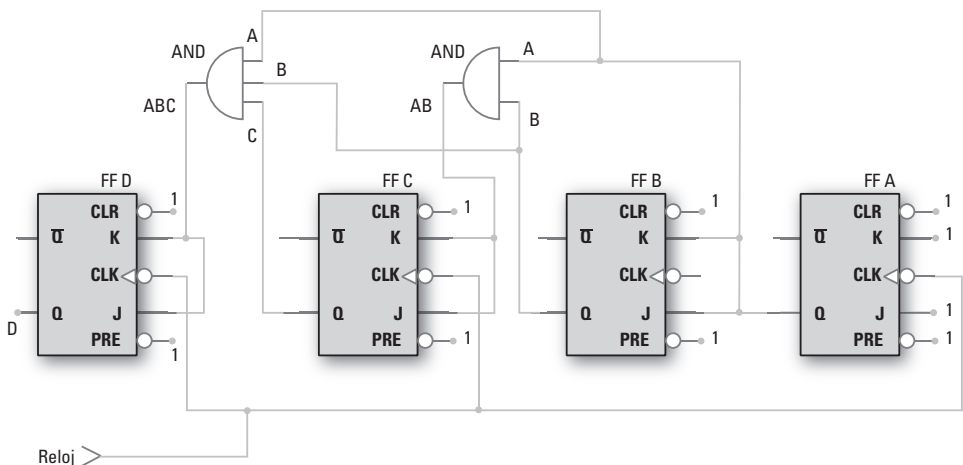 A
AND
B
ABC
C
AND
A
AB
B
FF D
CLR
1
Q
K
CLK
Q
J
PRE
1
D
FF C
CLR
1
Q
K
CLK
Q
J
PRE
1
FF B
CLR
1
Q
K
CLK
Q
J
PRE
1
FF A
CLR
1
Q
K
1
CLK
Q
J
1
PRE
1
Reloj